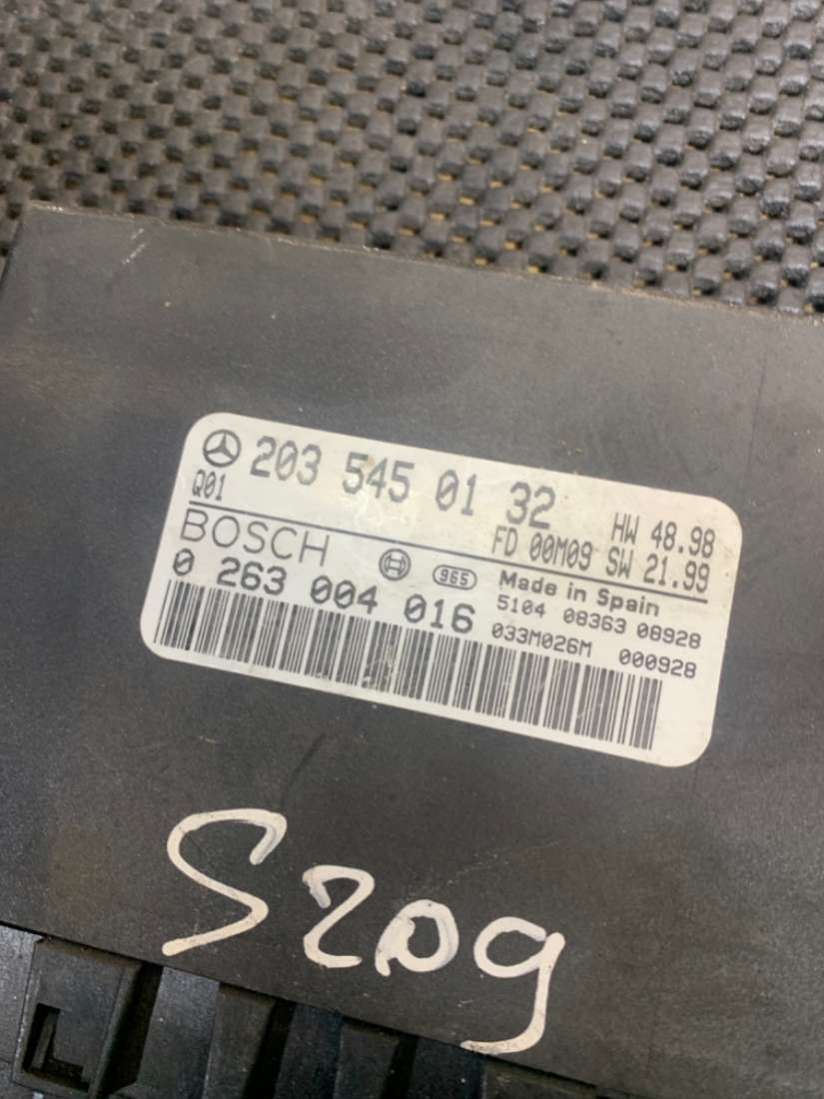 203 545 01 32 HW 48.98
Q01 FD 00M09 SW 21.99
BOSCH 965 Made in Spain
0 263 004 016 5104 08363 08928
033M026M 000928
S209